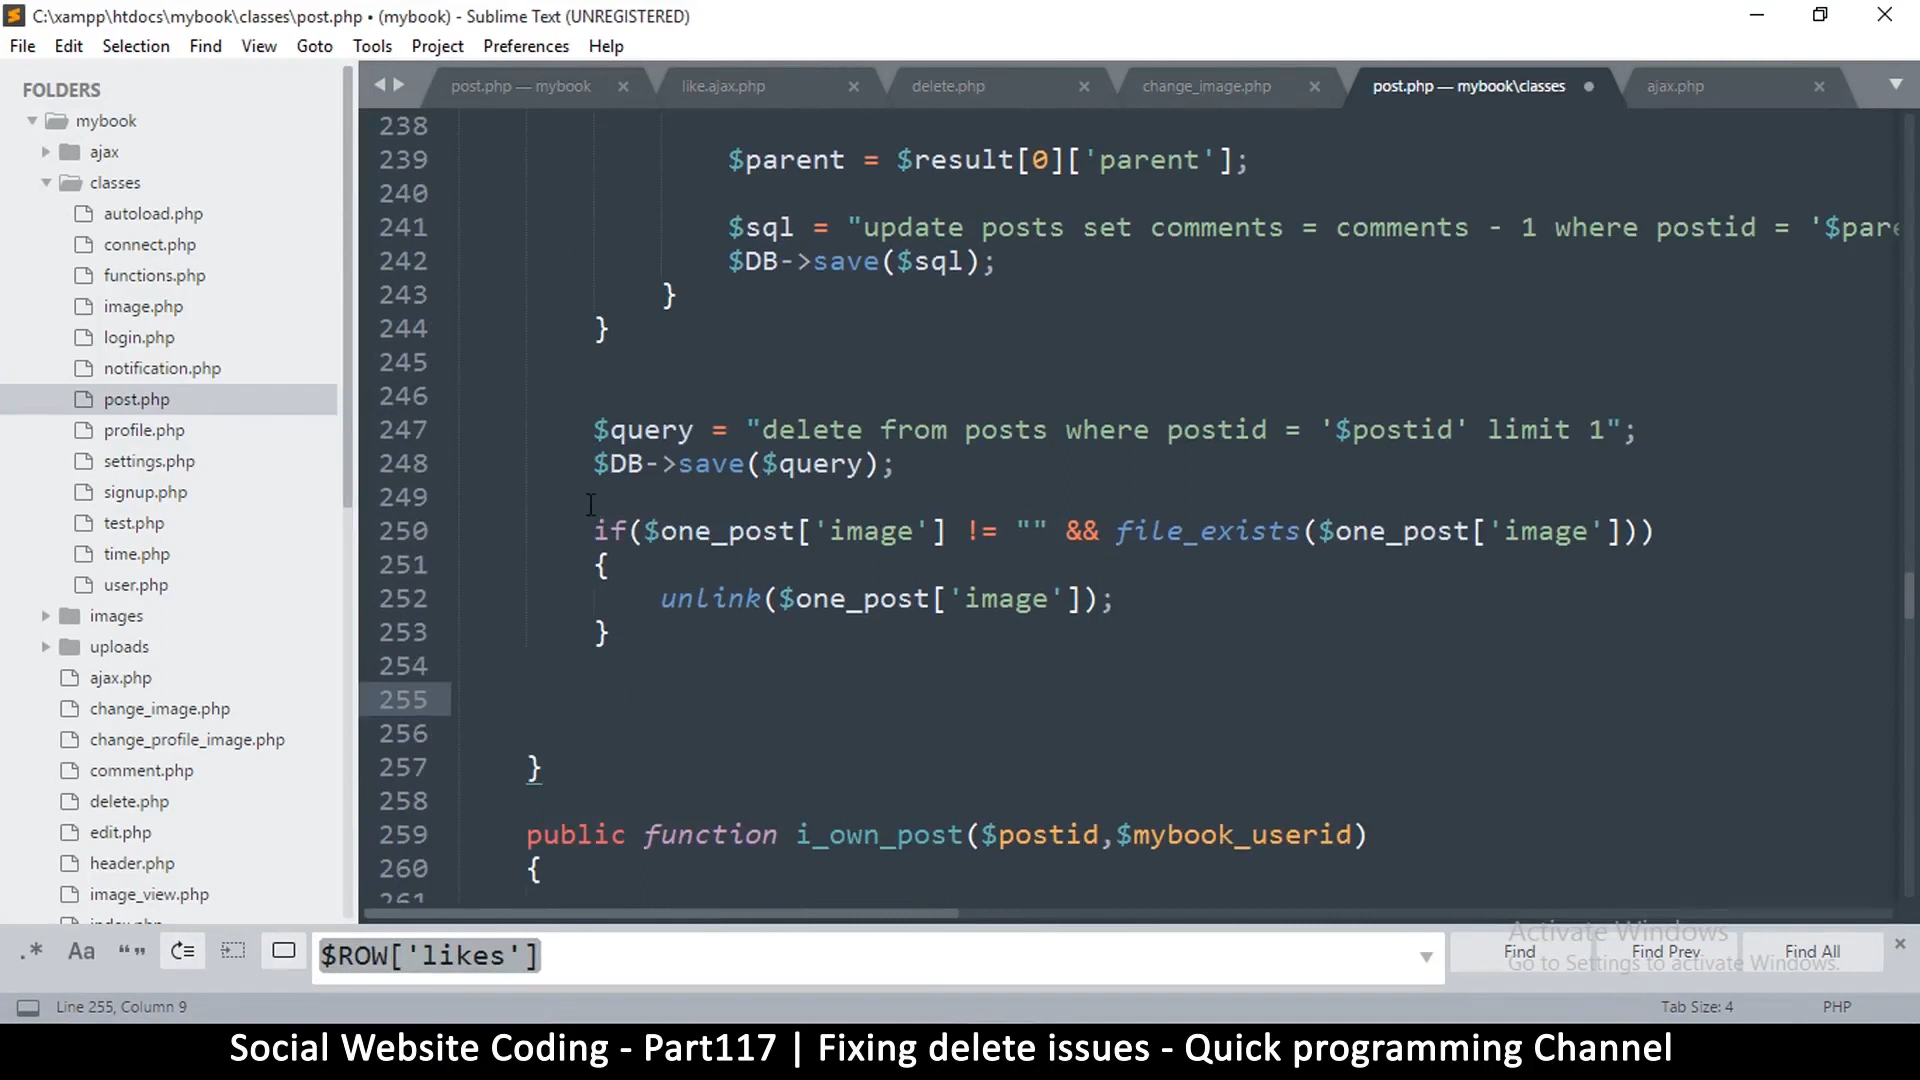 C:\xampp\htdocs\mybook\classes\post.php • (mybook) - Sublime Text (UNREGISTERED)
File Edit Selection Find View Goto Tools Project Preferences Help
FOLDERS
mybook
ajax
classes
autoload.php
connect.php
functions.php
image.php
login.php
notification.php
post.php
profile.php
settings.php
signup.php
test.php
time.php
user.php
images
uploads
ajax.php
change_image.php
change_profile_image.php
comment.php
delete.php
edit.php
header.php
image_view.php
index.php
post.php — mybook like.ajax.php delete.php change_image.php post.php — mybook\classes ajax.php
238
239 $parent = $result[0]['parent'];
240
241 $sql = "update posts set comments = comments - 1 where postid = '$pare
242 $DB->save($sql);
243 }
244 }
245
246
247 $query = "delete from posts where postid = '$postid' limit 1";
248 $DB->save($query);
249
250 if($one_post['image'] != "" && file_exists($one_post['image']))
251 {
252 unlink($one_post['image']);
253 }
254
255
256
257 }
258
259 public function i_own_post($postid,$mybook_userid)
260 {
261
.* Aa “” $ROW['likes'] Find Find Prev Find All
Activate Windows
Go to Settings to activate Windows.
Line 255, Column 9 Tab Size: 4 PHP
Social Website Coding - Part117 | Fixing delete issues - Quick programming Channel